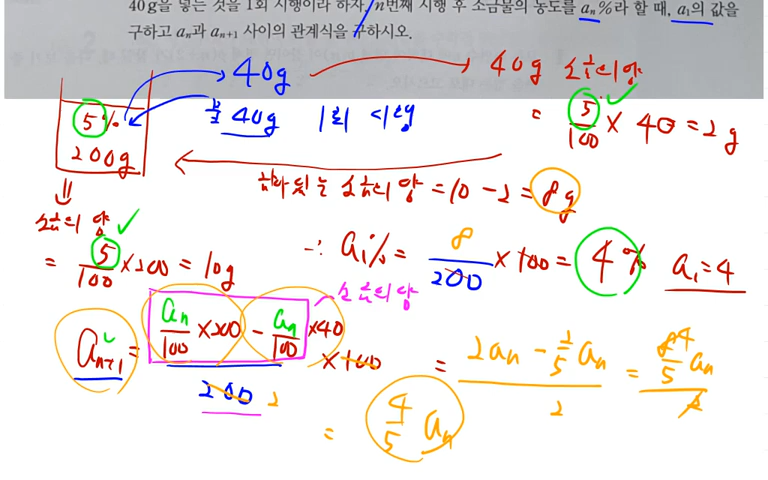 40g을 넣는 것을 1회 시행이라 하자. n번째 시행 후 소금물의 농도를 aₙ%라 할 때, a₁의 값을
구하고 aₙ과 aₙ₊₁ 사이의 관계식을 구하시오.
40g → 40g 소금의 양
5% 물 40g 1회 시행 = 5/100 × 40 = 2g
200g
남아 있는 소금의 양 = 10 - 2 = 8g
소금의 양
= 5/100 × 200 = 10g ∴ a₁% = 8/200 × 100 = 4% a₁ = 4
소금의 양
aₙ₊₁ = (aₙ/100 × 200 - aₙ/100 × 40)/200 × 100 = (2aₙ - 2/5 aₙ)/2 = (8/5 aₙ)/2
2 4
= 4/5 aₙ